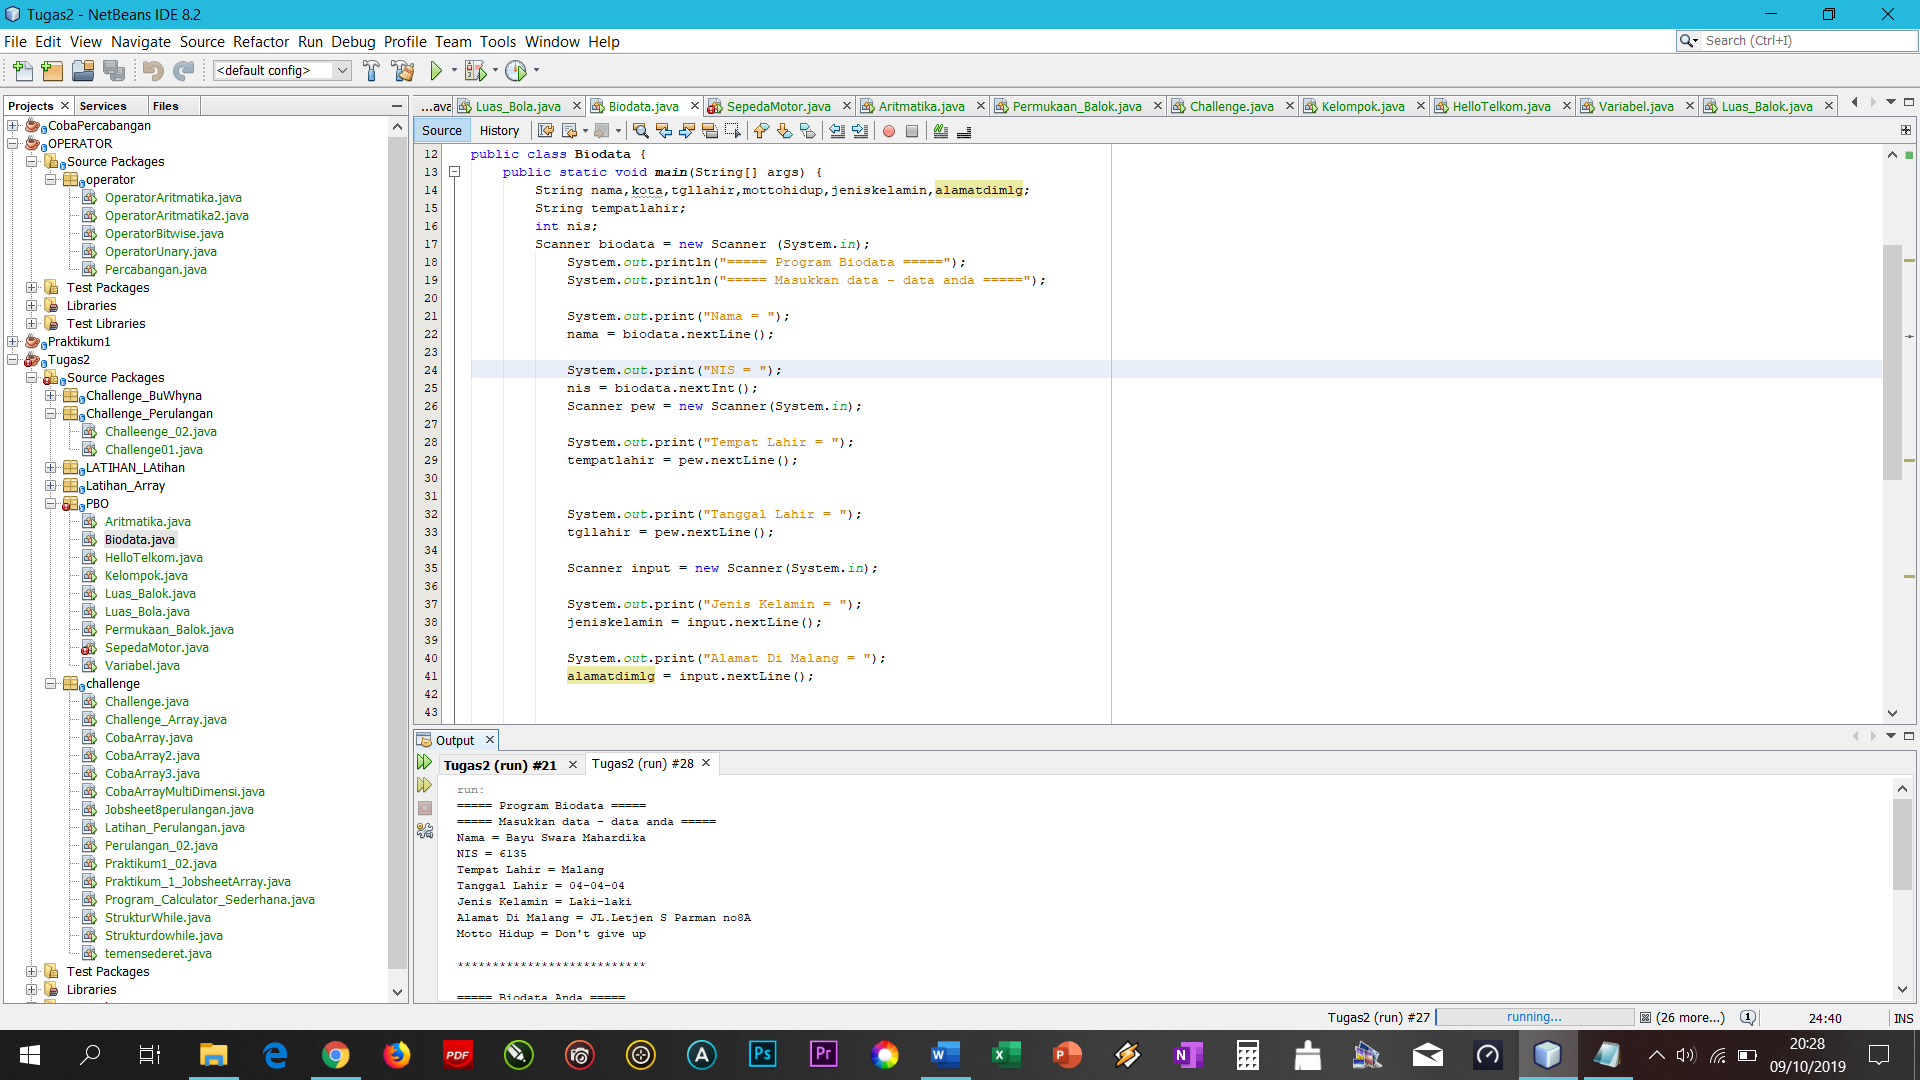 Tugas2 - NetBeans IDE 8.2
File Edit View Navigate Source Refactor Run Debug Profile Team Tools Window Help
Search (Ctrl+I)
<default config>
Projects Services Files
CobaPercabangan
OPERATOR
Source Packages
operator
OperatorAritmatika.java
OperatorAritmatika2.java
OperatorBitwise.java
OperatorUnary.java
Percabangan.java
Test Packages
Libraries
Test Libraries
Praktikum1
Tugas2
Source Packages
Challenge_BuWhyna
Challenge_Perulangan
Challeenge_02.java
Challenge01.java
LATIHAN_LAtihan
Latihan_Array
PBO
Aritmatika.java
Biodata.java
HelloTelkom.java
Kelompok.java
Luas_Balok.java
Luas_Bola.java
Permukaan_Balok.java
SepedaMotor.java
Variabel.java
challenge
Challenge.java
Challenge_Array.java
CobaArray.java
CobaArray2.java
CobaArray3.java
CobaArrayMultiDimensi.java
Jobsheet8perulangan.java
Latihan_Perulangan.java
Perulangan_02.java
Praktikum1_02.java
Praktikum_1_JobsheetArray.java
Program_Calculator_Sederhana.java
StrukturWhile.java
Strukturdowhile.java
temensederet.java
Test Packages
Libraries
...ava Luas_Bola.java Biodata.java SepedaMotor.java Aritmatika.java Permukaan_Balok.java Challenge.java Kelompok.java HelloTelkom.java Variabel.java Luas_Balok.java
Source History
12 public class Biodata {
13 public static void main(String[] args) {
14 String nama,kota,tgllahir,mottohidup,jeniskelamin,alamatdimlg;
15 String tempatlahir;
16 int nis;
17 Scanner biodata = new Scanner (System.in);
18 System.out.println("===== Program Biodata =====");
19 System.out.println("===== Masukkan data - data anda =====");
20
21 System.out.print("Nama = ");
22 nama = biodata.nextLine();
23
24 System.out.print("NIS = ");
25 nis = biodata.nextInt();
26 Scanner pew = new Scanner(System.in);
27
28 System.out.print("Tempat Lahir = ");
29 tempatlahir = pew.nextLine();
30
31
32 System.out.print("Tanggal Lahir = ");
33 tgllahir = pew.nextLine();
34
35 Scanner input = new Scanner(System.in);
36
37 System.out.print("Jenis Kelamin = ");
38 jeniskelamin = input.nextLine();
39
40 System.out.print("Alamat Di Malang = ");
41 alamatdimlg = input.nextLine();
42
43
Output
Tugas2 (run) #21 Tugas2 (run) #28
run:
===== Program Biodata =====
===== Masukkan data - data anda =====
Nama = Bayu Swara Mahardika
NIS = 6135
Tempat Lahir = Malang
Tanggal Lahir = 04-04-04
Jenis Kelamin = Laki-laki
Alamat Di Malang = JL.Letjen S Parman no8A
Motto Hidup = Don't give up
***************************
===== Biodata Anda =====
Tugas2 (run) #27 running... (26 more...) 1 24:40 INS
PDF A Ps Pr W X P N
20:28
09/10/2019